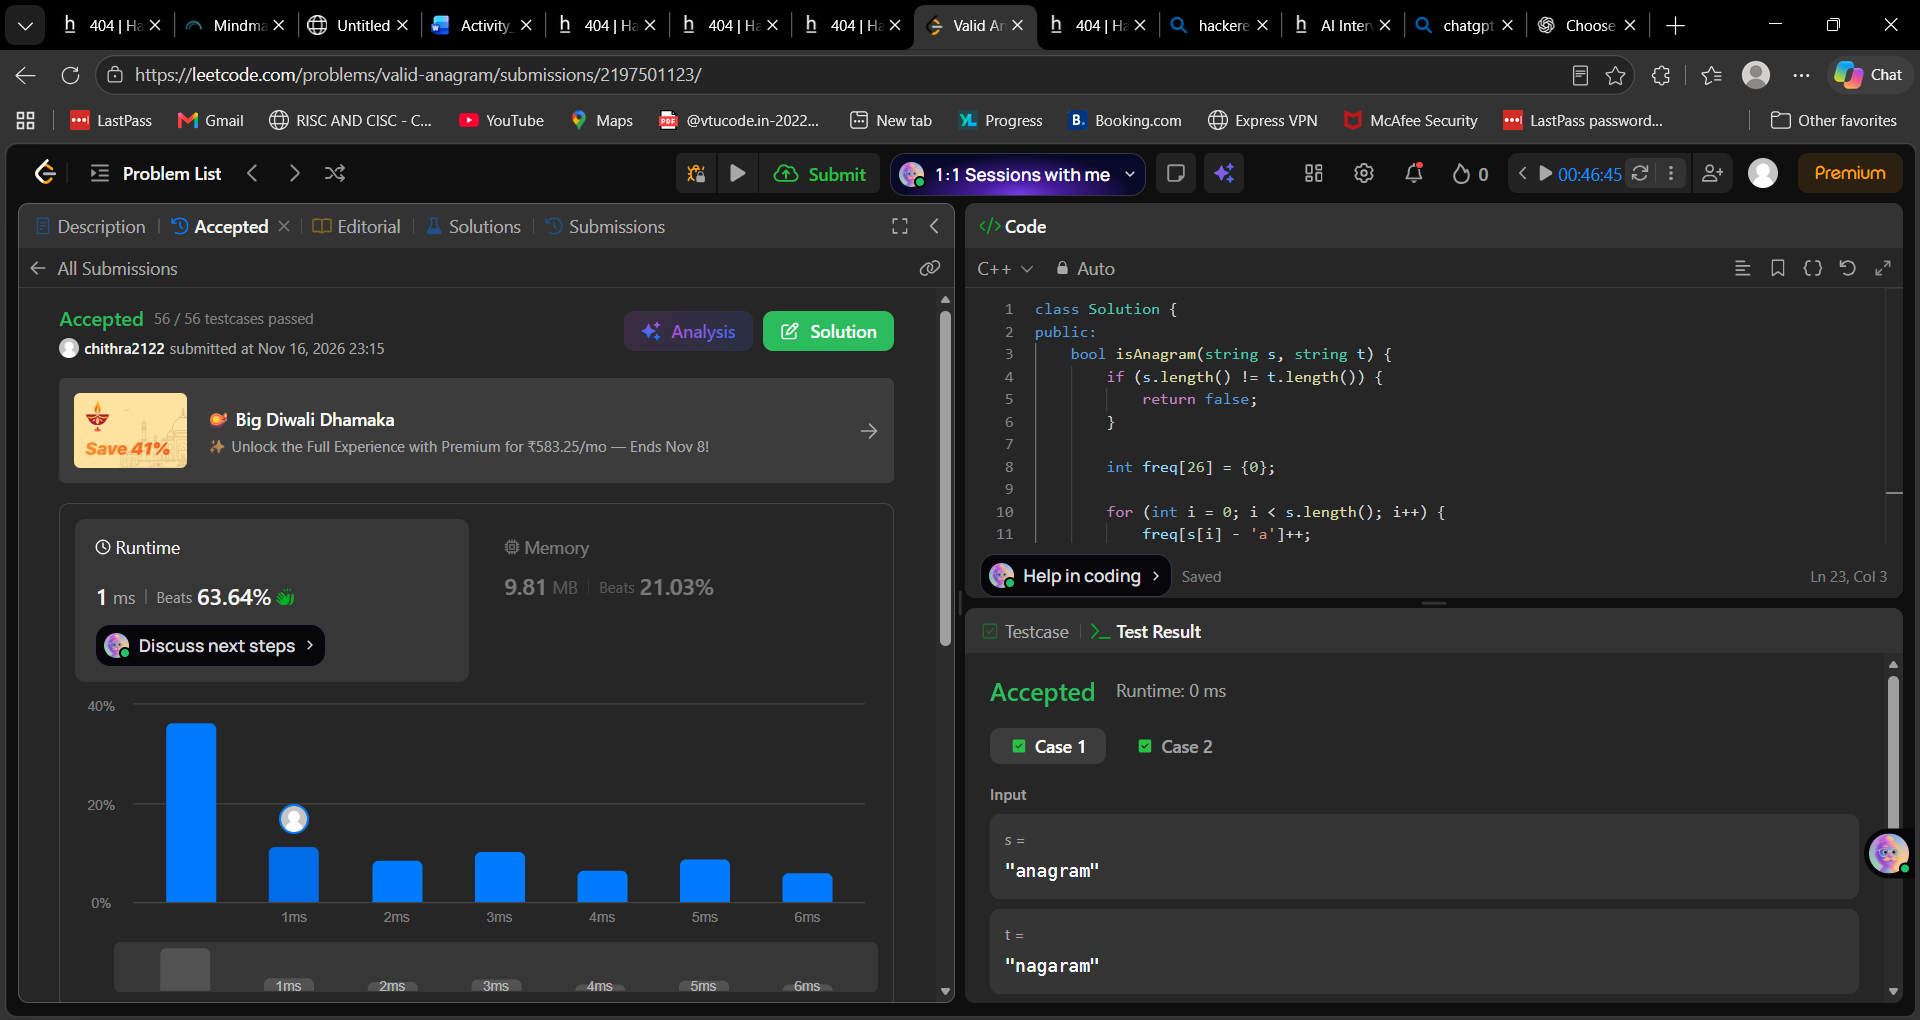 404 | Ha
Mindma
Untitled
Activity_
404 | Ha
404 | Ha
404 | Ha
Valid An
404 | Ha
hackere
AI Inter
chatgpt
Choose
https://leetcode.com/problems/valid-anagram/submissions/2197501123/
Chat
LastPass
Gmail
RISC AND CISC - C...
YouTube
Maps
@vtucode.in-2022...
New tab
Progress
Booking.com
Express VPN
McAfee Security
LastPass password...
Other favorites
Problem List
Submit
1:1 Sessions with me
0
00:46:45
Premium
Description
Accepted
Editorial
Solutions
Submissions
All Submissions
Accepted 56 / 56 testcases passed
chithra2122 submitted at Nov 16, 2026 23:15
Analysis
Solution
Save 41%
Big Diwali Dhamaka
Unlock the Full Experience with Premium for ₹583.25/mo — Ends Nov 8!
Runtime
1 ms | Beats 63.64%
Discuss next steps
Memory
9.81 MB | Beats 21.03%
40%
20%
0%
1ms 2ms 3ms 4ms 5ms 6ms
1ms 2ms 3ms 4ms 5ms 6ms
</> Code
C++
Auto
1 class Solution {
2 public:
3 bool isAnagram(string s, string t) {
4 if (s.length() != t.length()) {
5 return false;
6 }
7
8 int freq[26] = {0};
9
10 for (int i = 0; i < s.length(); i++) {
11 freq[s[i] - 'a']++;
Help in coding
Saved
Ln 23, Col 3
Testcase
Test Result
Accepted Runtime: 0 ms
Case 1
Case 2
Input
s =
"anagram"
t =
"nagaram"